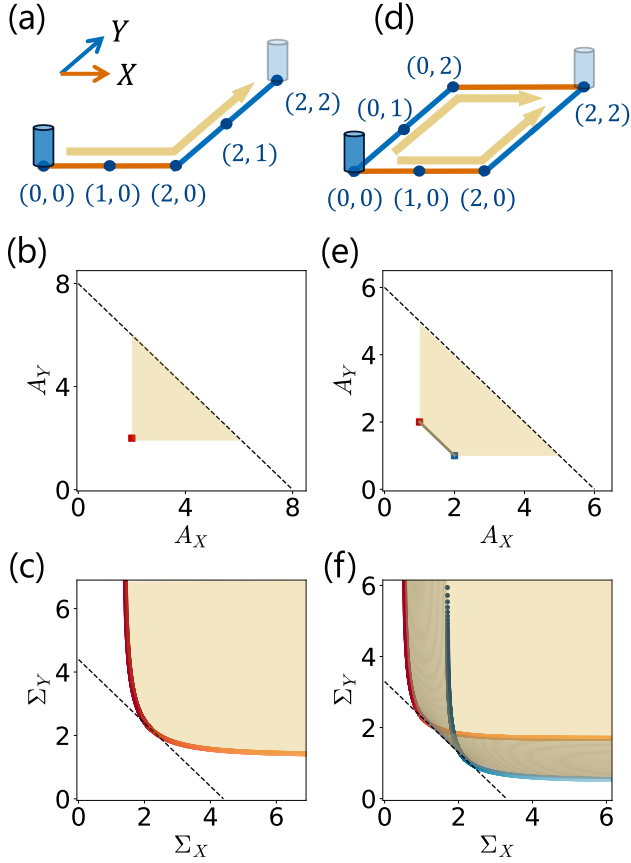 (a)
Y
X
(0, 0)
(1, 0)
(2, 0)
(2, 1)
(2, 2)
(d)
(0, 2)
(0, 1)
(2, 2)
(0, 0)
(1, 0)
(2, 0)
(b)
8
4
0
A_Y
0
4
8
A_X
(e)
6
4
2
0
A_Y
0
2
4
6
A_X
(c)
6
4
2
0
Σ_Y
0
2
4
6
Σ_X
(f)
6
4
2
0
Σ_Y
0
2
4
6
Σ_X